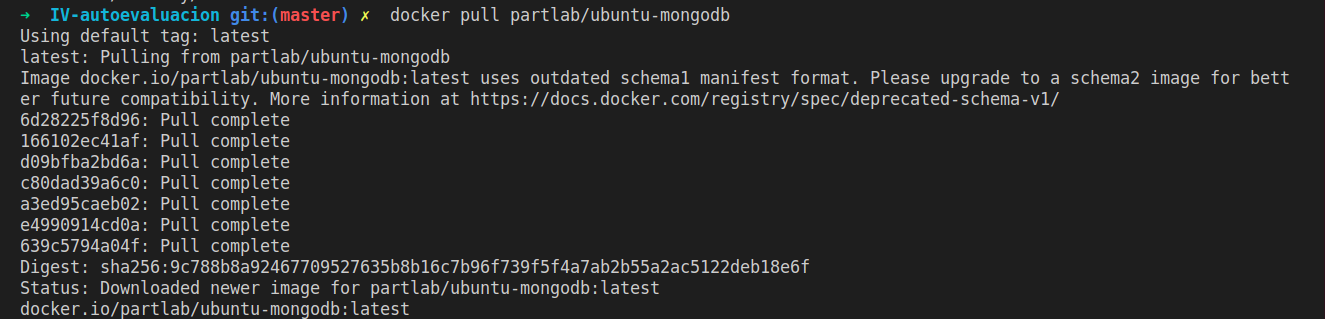 ➜  IV-autoevaluacion git:(master) ✗  docker pull partlab/ubuntu-mongodb
Using default tag: latest
latest: Pulling from partlab/ubuntu-mongodb
Image docker.io/partlab/ubuntu-mongodb:latest uses outdated schema1 manifest format. Please upgrade to a schema2 image for bett
er future compatibility. More information at https://docs.docker.com/registry/spec/deprecated-schema-v1/
6d28225f8d96: Pull complete
166102ec41af: Pull complete
d09bfba2bd6a: Pull complete
c80dad39a6c0: Pull complete
a3ed95caeb02: Pull complete
e4990914cd0a: Pull complete
639c5794a04f: Pull complete
Digest: sha256:9c788b8a92467709527635b8b16c7b96f739f5f4a7ab2b55a2ac5122deb18e6f
Status: Downloaded newer image for partlab/ubuntu-mongodb:latest
docker.io/partlab/ubuntu-mongodb:latest